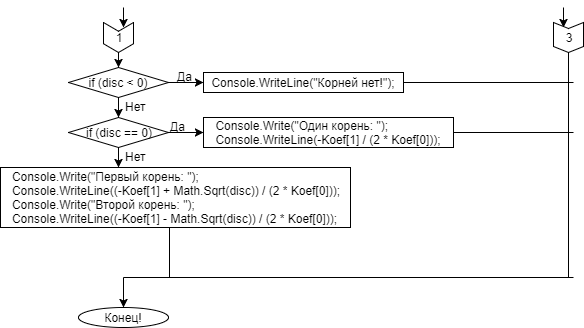 1
3
if (disc < 0)
Да
Console.WriteLine("Корней нет!");
Нет
if (disc == 0)
Да
Console.Write("Один корень: ");
Console.WriteLine(-Koef[1] / (2 * Koef[0]));
Нет
Console.Write("Первый корень: ");
Console.WriteLine((-Koef[1] + Math.Sqrt(disc)) / (2 * Koef[0]));
Console.Write("Второй корень: ");
Console.WriteLine((-Koef[1] - Math.Sqrt(disc)) / (2 * Koef[0]));
Конец!